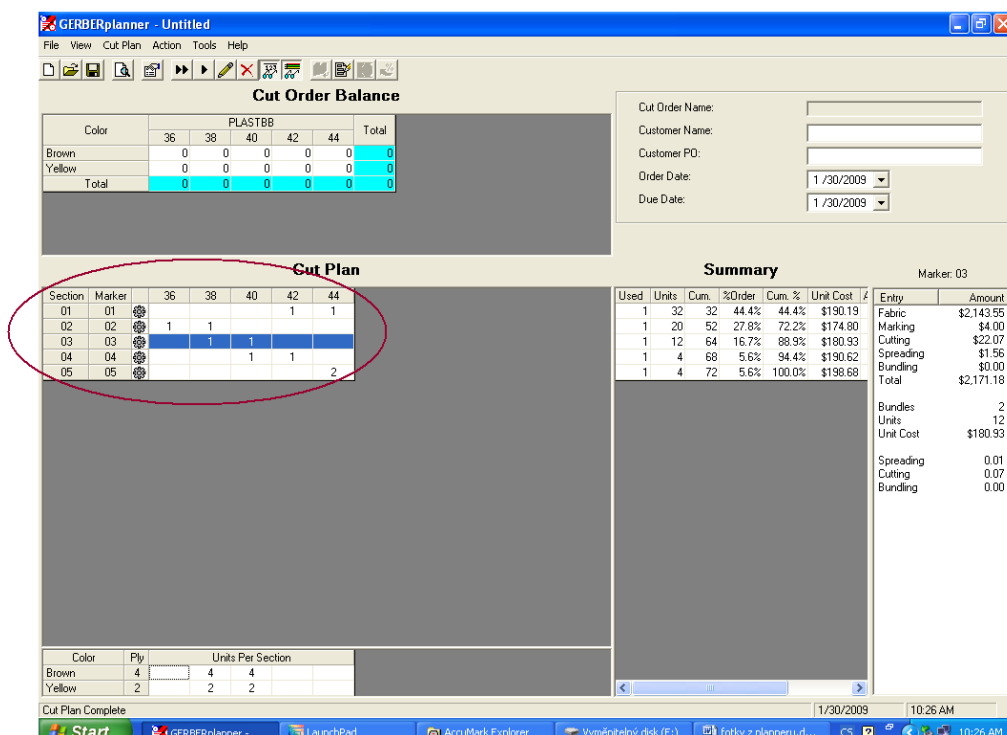 GERBERplanner - Untitled
File View Cut Plan Action Tools Help
Cut Order Balance
Color PLASTBB Total
36 38 40 42 44
Brown 0 0 0 0 0 0
Yellow 0 0 0 0 0 0
Total 0 0 0 0 0 0
Cut Order Name:
Customer Name:
Customer PO:
Order Date: 1 /30/2009
Due Date: 1 /30/2009
Cut Plan
Section Marker 36 38 40 42 44
01 01 1 1
02 02 1 1
03 03 1 1
04 04 1 1
05 05 2
Summary
Used Units Cum. %Order Cum. % Unit Cost
1 32 32 44.4% 44.4% $190.19
1 20 52 27.8% 72.2% $174.80
1 12 64 16.7% 88.9% $180.93
1 4 68 5.6% 94.4% $190.62
1 4 72 5.6% 100.0% $198.68
Marker: 03
Entry Amount
Fabric $2,143.55
Marking $4.00
Cutting $22.07
Spreading $1.56
Bundling $0.00
Total $2,171.18
Bundles 2
Units 12
Unit Cost $180.93
Spreading 0.01
Cutting 0.07
Bundling 0.00
Color Ply Units Per Section
Brown 4 4 4
Yellow 2 2 2
Cut Plan Complete 1/30/2009 10:26 AM
Start GERBERplanner - LaunchPad AccuMark Explorer Vyměnitelný disk (F:) fotky z planneru.d... CS 10:26 AM